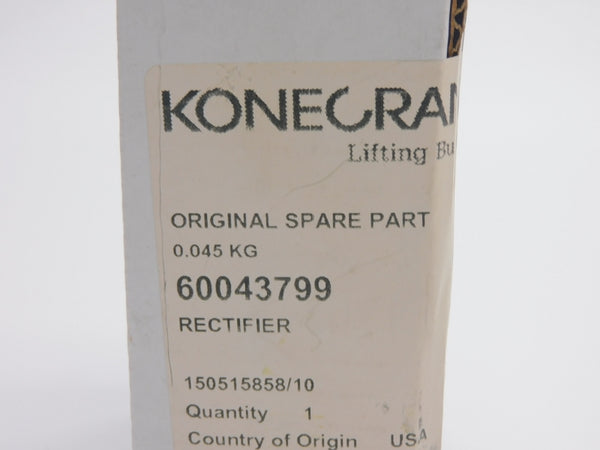 KONECRAN
Lifting Bu
ORIGINAL SPARE PART
0.045 KG
60043799
RECTIFIER
150515858/10
Quantity 1
Country of Origin USA